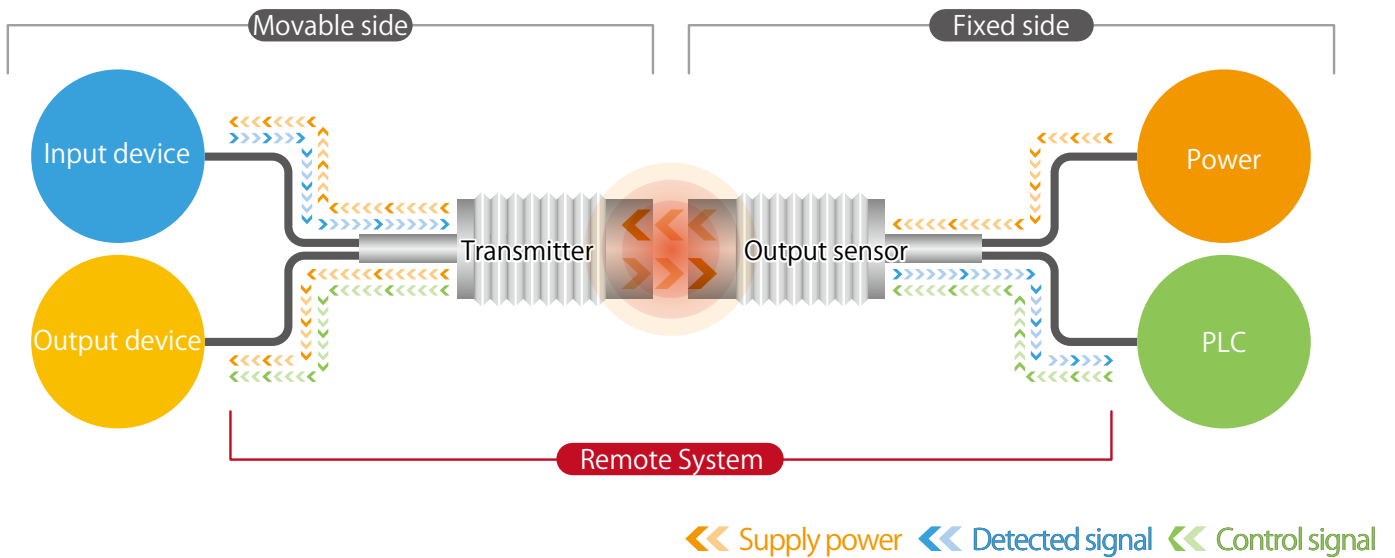 Movable side
Fixed side
Input device
Power
Transmitter
Output sensor
Output device
PLC
Remote System
Supply power
Detected signal
Control signal